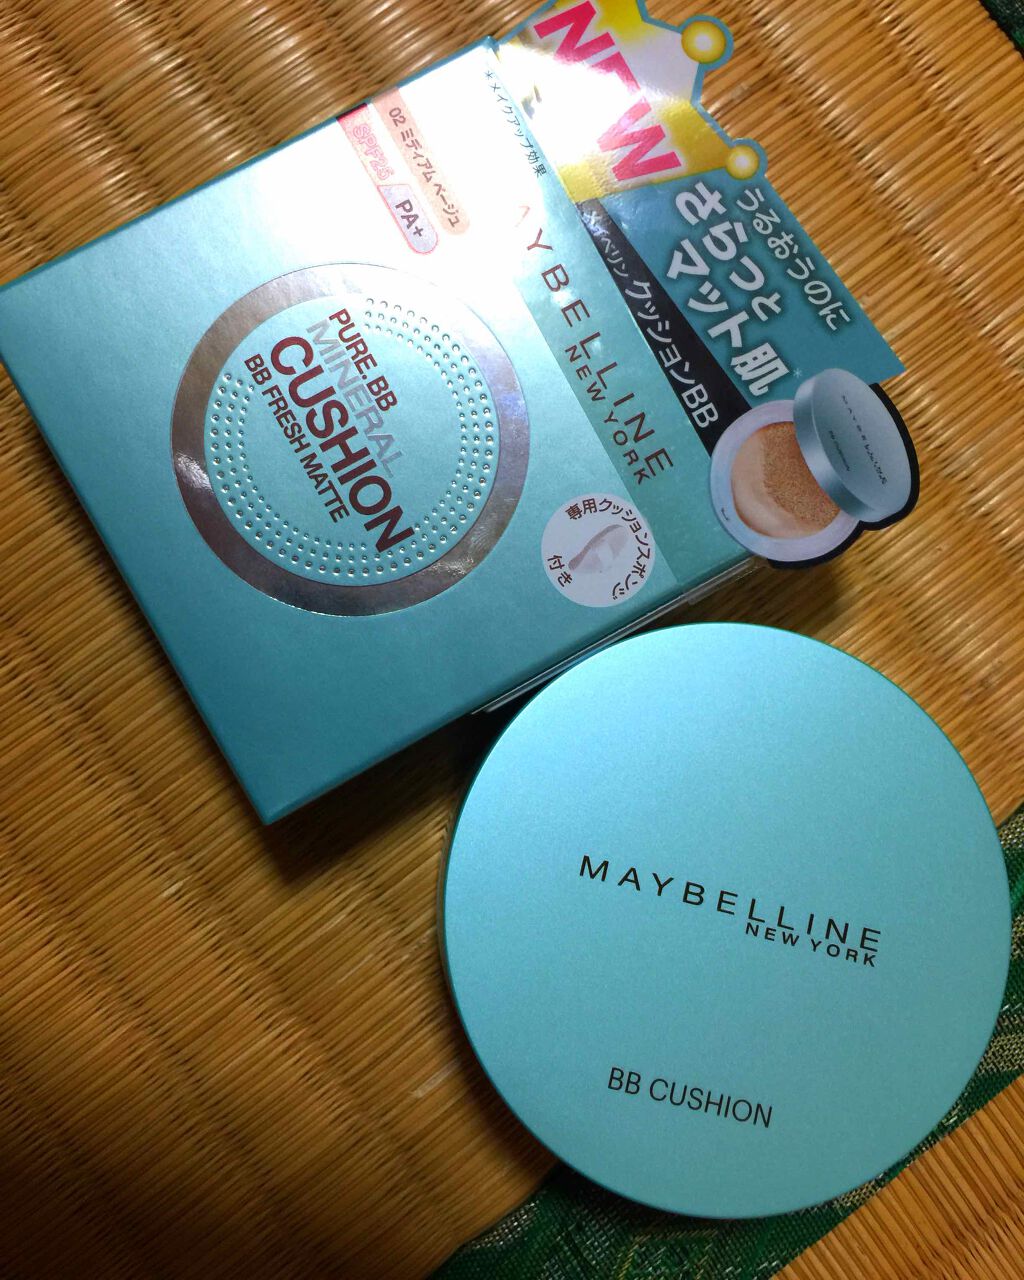 NEW
うるおうのに
さらっと
マット肌*
メイベリン クッションBB
*メイクアップ効果
MAYBELLINE
NEW YORK
02 ミディアム ベージュ
SPF25 PA+
PURE.BB
MINERAL
CUSHION
BB FRESH MATTE
専用クッションスポンジ
付き
MAYBELLINE
BB CUSHION
MAYBELLINE
NEW YORK
BB CUSHION